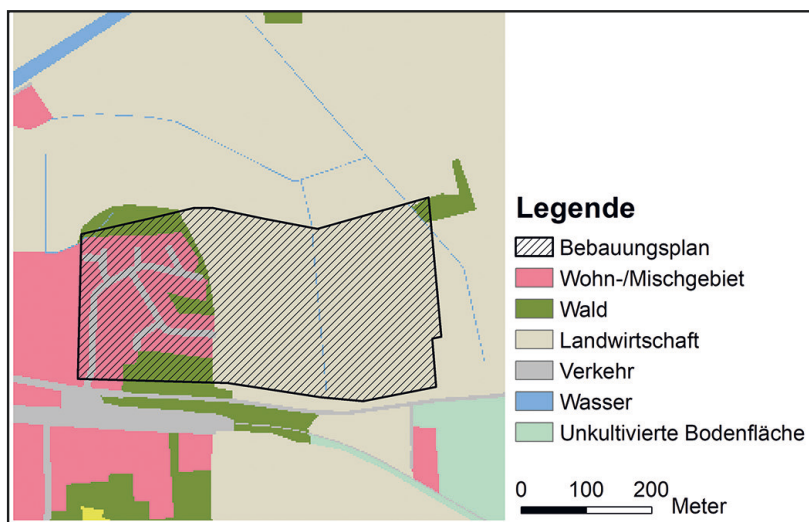 Legende
Bebauungsplan
Wohn-/Mischgebiet
Wald
Landwirtschaft
Verkehr
Wasser
Unkultivierte Bodenfläche
0 100 200
Meter